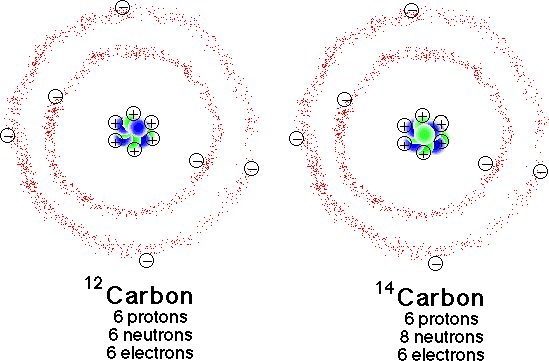 ¹²Carbon
6 protons
6 neutrons
6 electrons
¹⁴Carbon
6 protons
8 neutrons
6 electrons